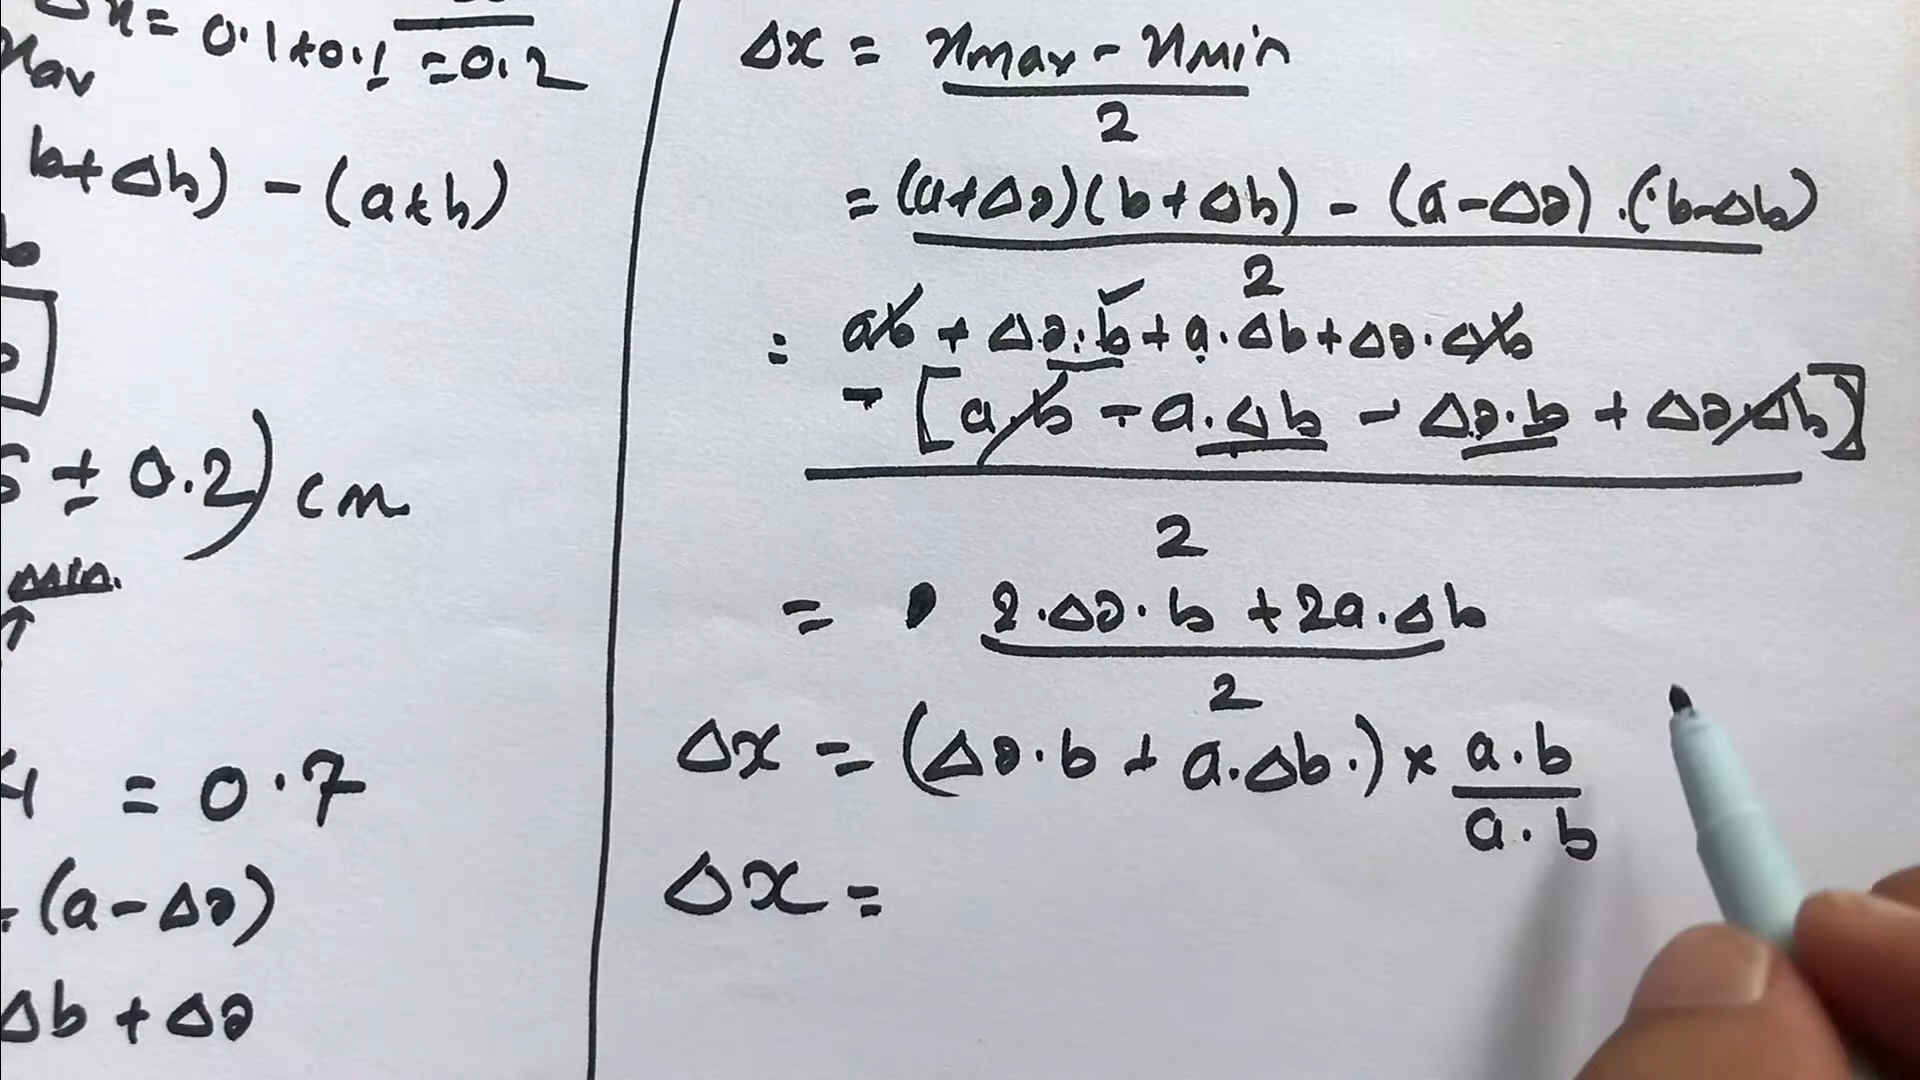 Δx = 0.1+0.1 = 0.2
xav
b+Δb) - (a+b)
b
± 0.2) cm
min.
= 0.7
= (a-Δa)
Δb + Δa
Δx = xmax - xmin
2
= (a+Δa)(b+Δb) - (a-Δa).(b-Δb)
2
= ab + Δa.b + a.Δb + Δa.Δb
- [a.b - a.Δb - Δa.b + Δa.Δb]
2
= 2.Δa.b + 2a.Δb
2
Δx = (Δa.b + a.Δb.) × a.b
a.b
Δx =